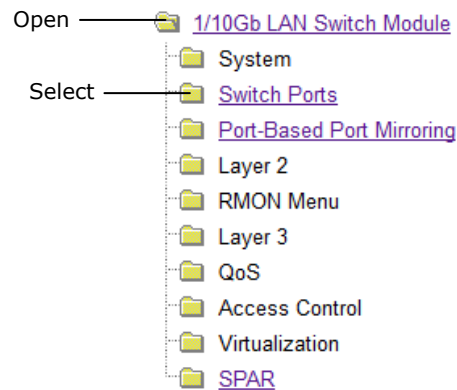 Open 1/10Gb LAN Switch Module
System
Select Switch Ports
Port-Based Port Mirroring
Layer 2
RMON Menu
Layer 3
QoS
Access Control
Virtualization
SPAR